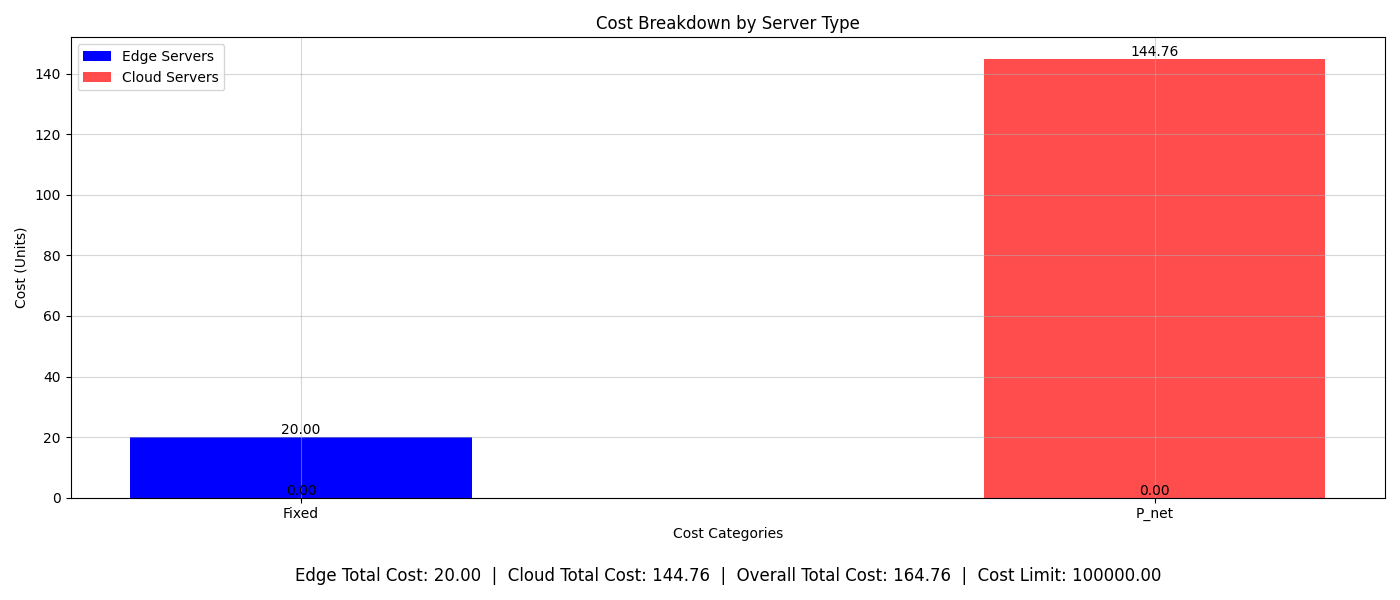 Cost Breakdown by Server Type
Edge Servers
Cloud Servers
144.76
140
120
100
80
60
40
20
0
Cost (Units)
20.00
0.00
0.00
Fixed
P_net
Cost Categories
Edge Total Cost: 20.00 | Cloud Total Cost: 144.76 | Overall Total Cost: 164.76 | Cost Limit: 100000.00